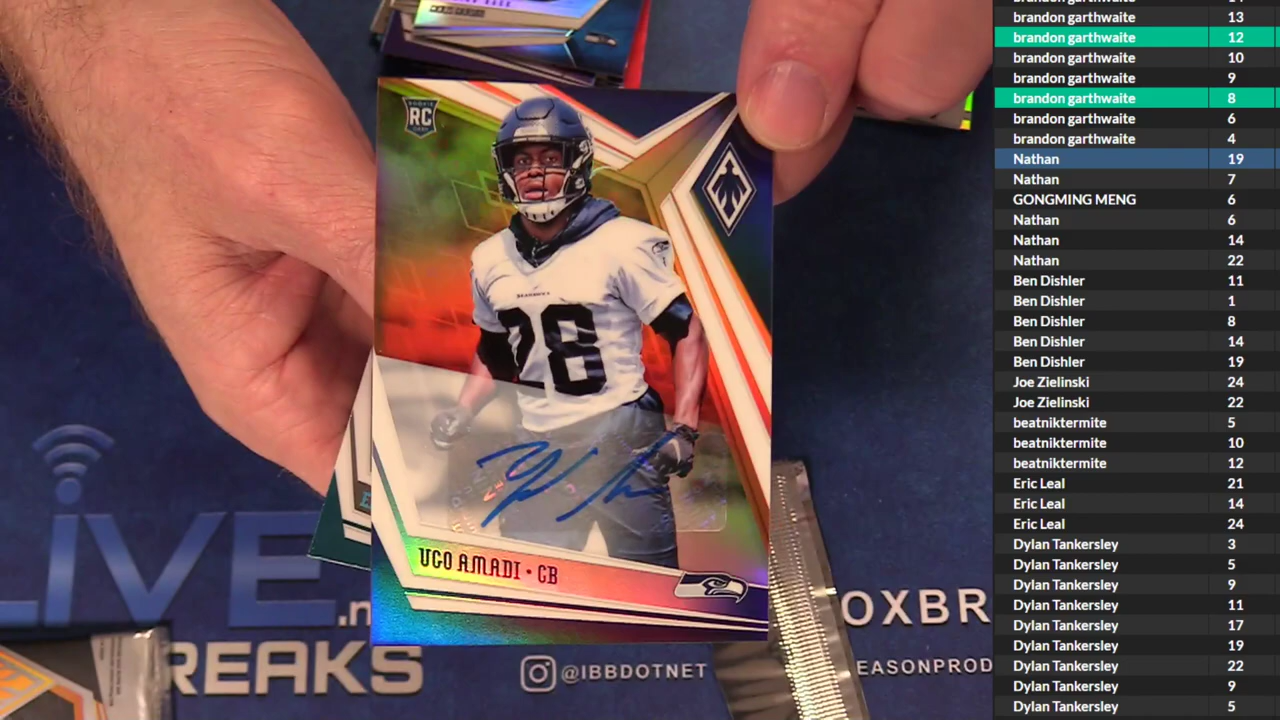 RC
SEAHAWKS
28
UGO AMADI • CB
LiVE.n
REAKS
@IBBDOTNET
OXBR
EASONPROD
brandon garthwaite 13
brandon garthwaite 12
brandon garthwaite 10
brandon garthwaite 9
brandon garthwaite 8
brandon garthwaite 6
brandon garthwaite 4
Nathan 19
Nathan 7
GONGMING MENG 6
Nathan 6
Nathan 14
Nathan 22
Ben Dishler 11
Ben Dishler 1
Ben Dishler 8
Ben Dishler 14
Ben Dishler 19
Joe Zielinski 24
Joe Zielinski 22
beatniktermite 5
beatniktermite 10
beatniktermite 12
Eric Leal 21
Eric Leal 14
Eric Leal 24
Dylan Tankersley 3
Dylan Tankersley 5
Dylan Tankersley 9
Dylan Tankersley 11
Dylan Tankersley 17
Dylan Tankersley 19
Dylan Tankersley 22
Dylan Tankersley 9
Dylan Tankersley 5